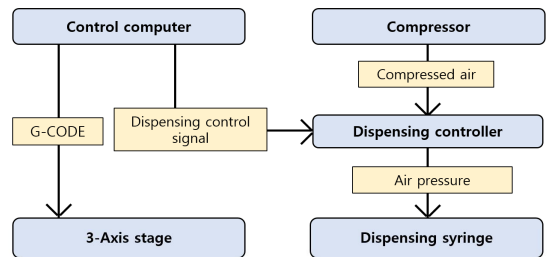 Control computer
Compressor
Compressed air
G-CODE
Dispensing control
signal
Dispensing controller
Air pressure
3-Axis stage
Dispensing syringe